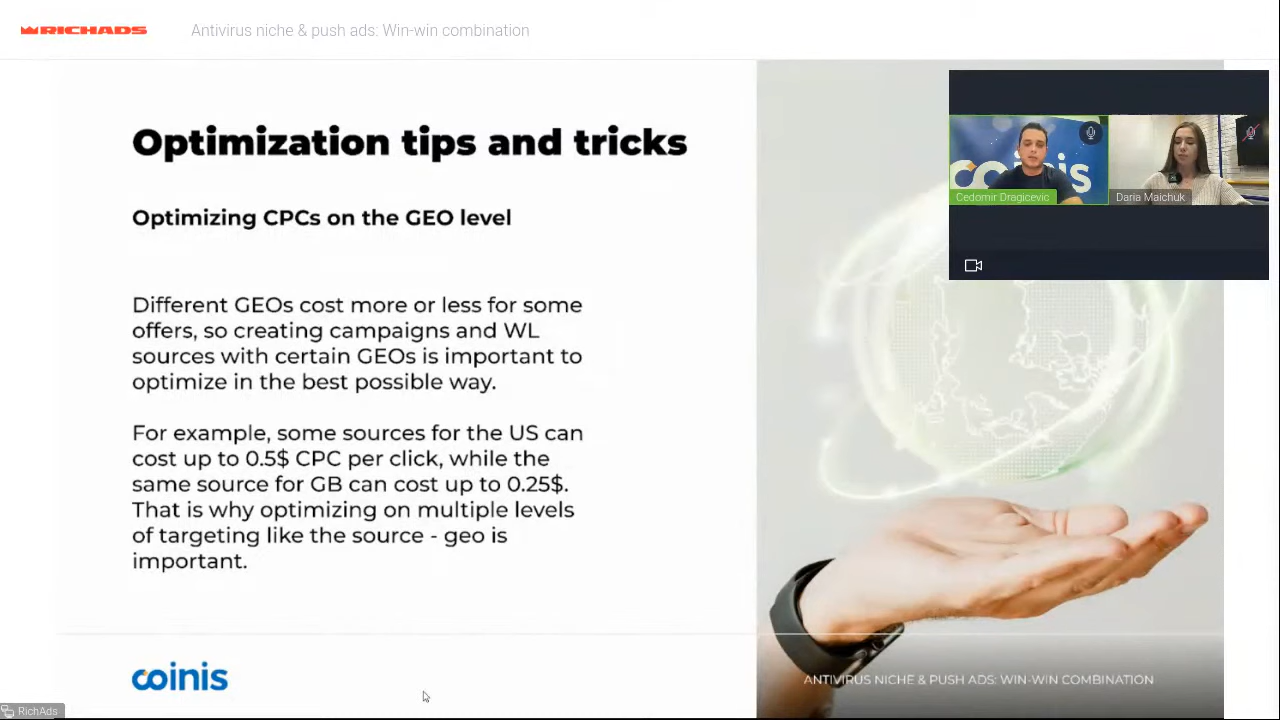 RICHADS
Antivirus niche & push ads: Win-win combination
Optimization tips and tricks
Optimizing CPCs on the GEO level
Different GEOs cost more or less for some
offers, so creating campaigns and WL
sources with certain GEOs is important to
optimize in the best possible way.
For example, some sources for the US can
cost up to 0.5$ CPC per click, while the
same source for GB can cost up to 0.25$.
That is why optimizing on multiple levels
of targeting like the source - geo is
important.
coinis
Cedomir Dragicevic
Daria Maichuk
coinis
ANTIVIRUS NICHE & PUSH ADS: WIN-WIN COMBINATION
RichAds